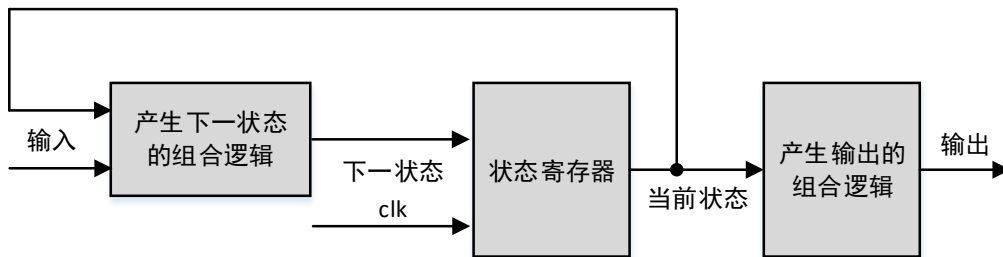 输入
产生下一状态
的组合逻辑
下一状态
clk
状态寄存器
当前状态
产生输出的
组合逻辑
输出